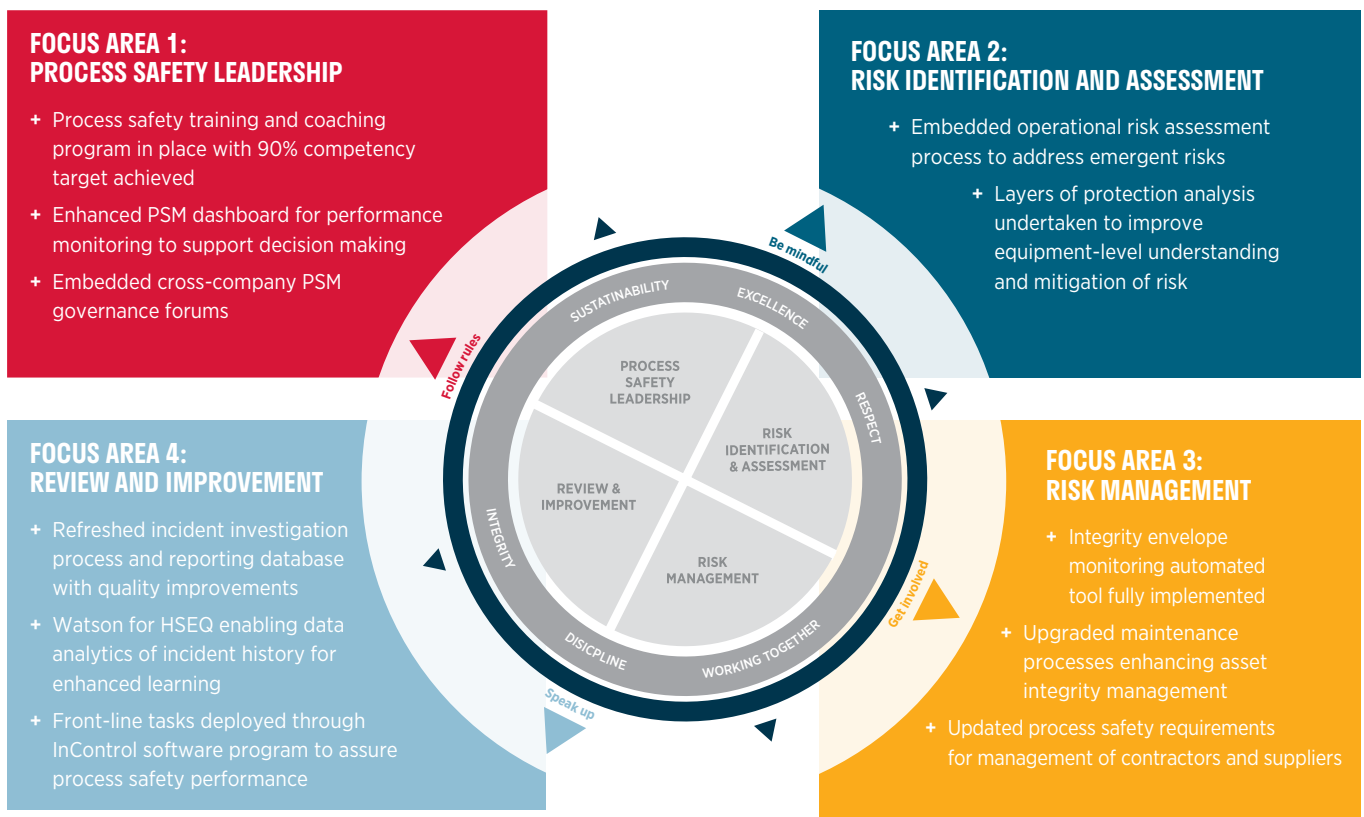 FOCUS AREA 1:
PROCESS SAFETY LEADERSHIP
+ Process safety training and coaching
program in place with 90% competency
target achieved
+ Enhanced PSM dashboard for performance
monitoring to support decision making
+ Embedded cross-company PSM
governance forums
FOCUS AREA 2:
RISK IDENTIFICATION AND ASSESSMENT
+ Embedded operational risk assessment
process to address emergent risks
+ Layers of protection analysis
undertaken to improve
equipment-level understanding
and mitigation of risk
Follow rules
Be mindful
Get involved
Speak up
SUSTATINABILITY
EXCELLENCE
RESPECT
WORKING TOGETHER
DISICPLINE
INTEGRITY
PROCESS
SAFETY
LEADERSHIP
RISK
IDENTIFICATION
& ASSESSMENT
REVIEW &
IMPROVEMENT
RISK
MANAGEMENT
FOCUS AREA 4:
REVIEW AND IMPROVEMENT
+ Refreshed incident investigation
process and reporting database
with quality improvements
+ Watson for HSEQ enabling data
analytics of incident history for
enhanced learning
+ Front-line tasks deployed through
InControl software program to assure
process safety performance
FOCUS AREA 3:
RISK MANAGEMENT
+ Integrity envelope
monitoring automated
tool fully implemented
+ Upgraded maintenance
processes enhancing asset
integrity management
+ Updated process safety requirements
for management of contractors and suppliers